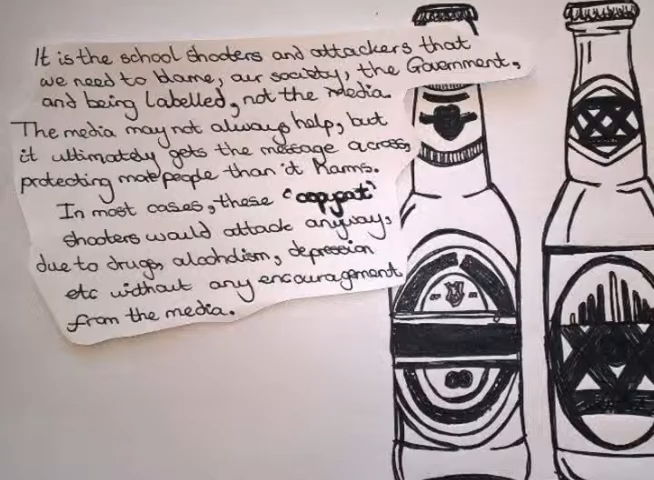 It is the school shooters and attackers that
we need to blame, our society, the Government,
and being labelled, not the media.
The media may not always help, but
it ultimately gets the message across,
protecting more people than it harms.
In most cases, these "copycat"
shooters would attack anyway,
due to drugs, alcoholism, depression
etc without any encouragement
from the media.
XX
XX